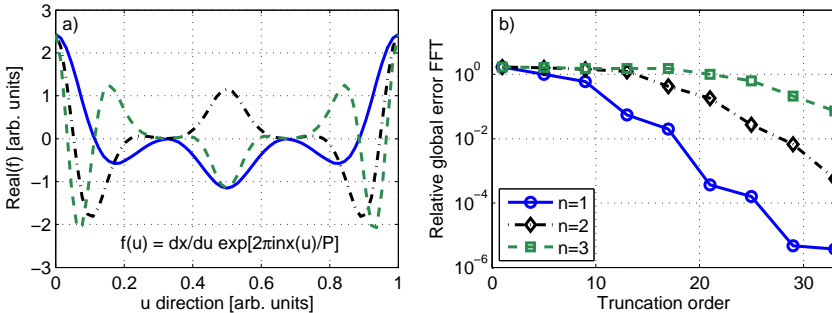 a)
3
2
1
0
−1
−2
−3
Real(f) [arb. units]
f(u) = dx/du exp[2πinx(u)/P]
0
0.2
0.4
0.6
0.8
1
u direction [arb. units]
b)
10^0
10^−2
10^−4
10^−6
Relative global error FFT
n=1
n=2
n=3
0
10
20
30
Truncation order